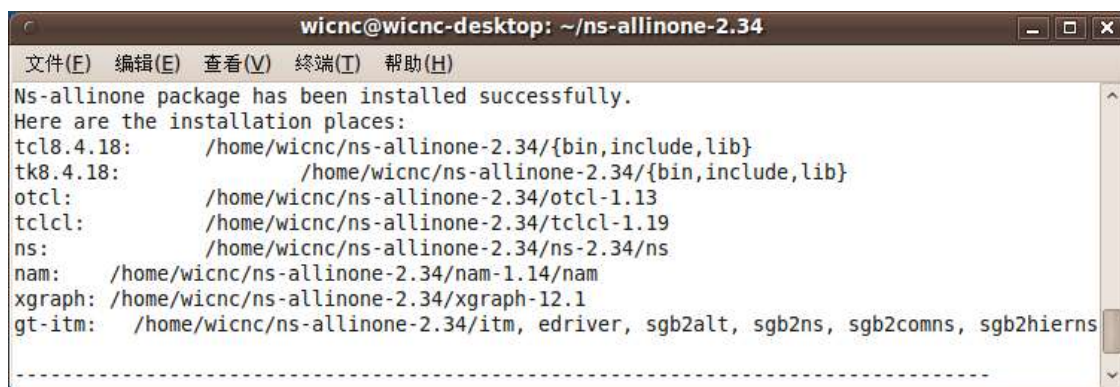 wicnc@wicnc-desktop: ~/ns-allinone-2.34
文件(F) 编辑(E) 查看(V) 终端(T) 帮助(H)
Ns-allinone package has been installed successfully.
Here are the installation places:
tcl8.4.18: /home/wicnc/ns-allinone-2.34/{bin,include,lib}
tk8.4.18: /home/wicnc/ns-allinone-2.34/{bin,include,lib}
otcl: /home/wicnc/ns-allinone-2.34/otcl-1.13
tclcl: /home/wicnc/ns-allinone-2.34/tclcl-1.19
ns: /home/wicnc/ns-allinone-2.34/ns-2.34/ns
nam: /home/wicnc/ns-allinone-2.34/nam-1.14/nam
xgraph: /home/wicnc/ns-allinone-2.34/xgraph-12.1
gt-itm: /home/wicnc/ns-allinone-2.34/itm, edriver, sgb2alt, sgb2ns, sgb2comns, sgb2hierns
----------------------------------------------------------------------------------